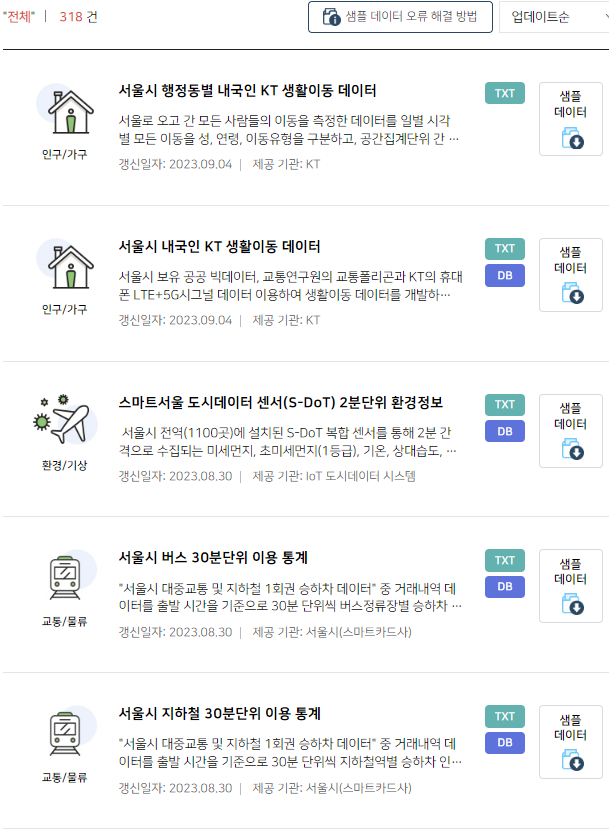 "전체" | 318 건
샘플 데이터 오류 해결 방법
업데이트순
인구/가구
서울시 행정동별 내국인 KT 생활이동 데이터
서울로 오고 간 모든 사람들의 이동을 측정한 데이터를 일별 시각
별 모든 이동을 성, 연령, 이동유형을 구분하고, 공간집계단위 간 ...
갱신일자: 2023.09.04 | 제공 기관: KT
TXT
샘플
데이터
인구/가구
서울시 내국인 KT 생활이동 데이터
서울시 보유 공공 빅데이터, 교통연구원의 교통폴리곤과 KT의 휴대
폰 LTE+5G시그널 데이터 이용하여 생활이동 데이터를 개발하...
갱신일자: 2023.09.04 | 제공 기관: KT
TXT
DB
샘플
데이터
환경/기상
스마트서울 도시데이터 센서(S-DoT) 2분단위 환경정보
서울시 전역(1100곳)에 설치된 S-DoT 복합 센서를 통해 2분 간
격으로 수집되는 미세먼지, 초미세먼지(1등급), 기온, 상대습도, ...
갱신일자: 2023.08.30 | 제공 기관: IoT 도시데이터 시스템
TXT
DB
샘플
데이터
교통/물류
서울시 버스 30분단위 이용 통계
"서울시 대중교통 및 지하철 1회권 승하차 데이터" 중 거래내역 데
이터를 출발 시간을 기준으로 30분 단위씩 버스정류장별 승하차 ...
갱신일자: 2023.08.30 | 제공 기관: 서울시(스마트카드사)
TXT
DB
샘플
데이터
교통/물류
서울시 지하철 30분단위 이용 통계
"서울시 대중교통 및 지하철 1회권 승하차 데이터" 중 거래내역 데
이터를 출발 시간을 기준으로 30분 단위씩 지하철역별 승하차 인...
갱신일자: 2023.08.30 | 제공 기관: 서울시(스마트카드사)
TXT
DB
샘플
데이터